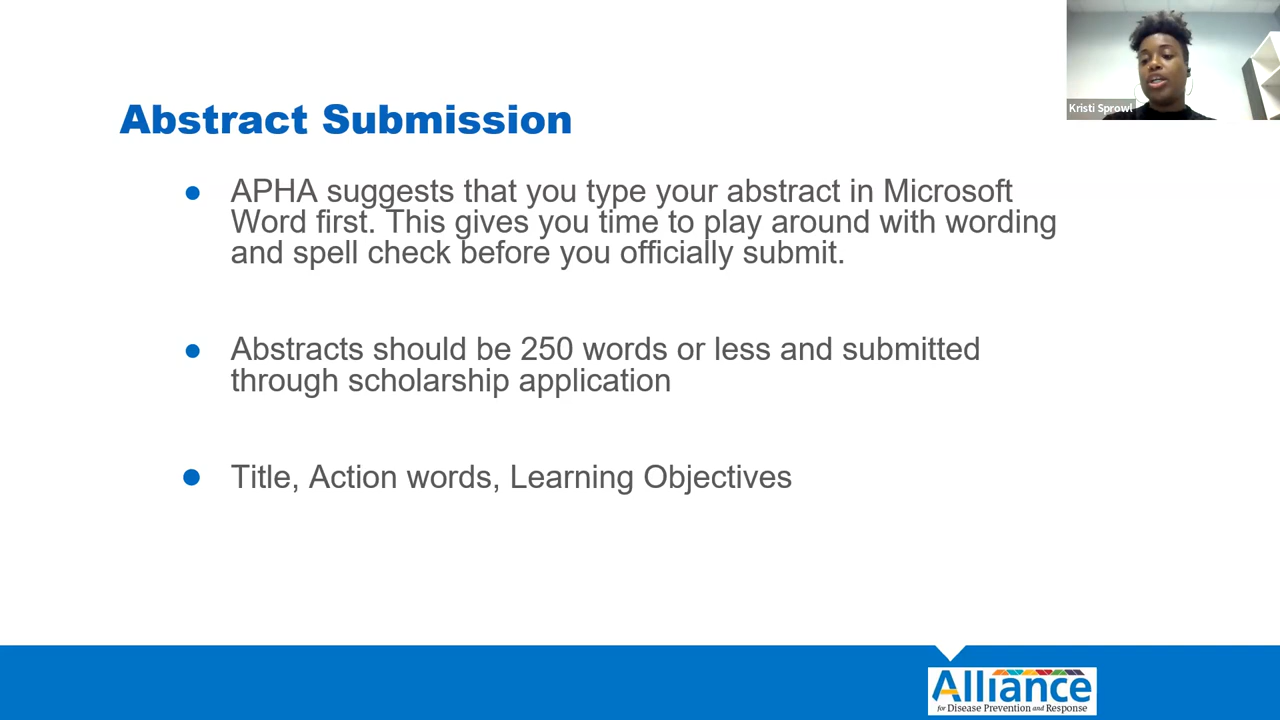 Kristi Sprowl
Abstract Submission
APHA suggests that you type your abstract in Microsoft
Word first. This gives you time to play around with wording
and spell check before you officially submit.
Abstracts should be 250 words or less and submitted
through scholarship application
Title, Action words, Learning Objectives
Alliance
for Disease Prevention and Response